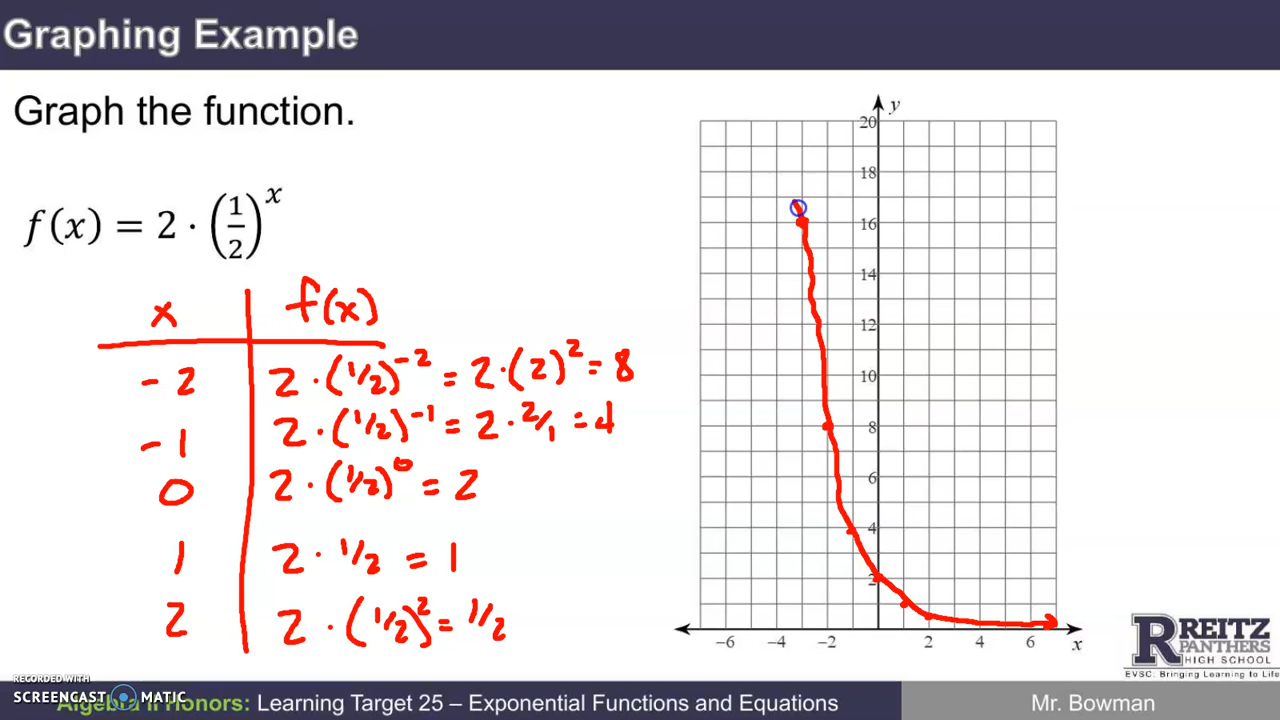 Graphing Example
Graph the function.
f(x) = 2 · (1/2)^x
x f(x)
-2 2 · (1/2)^-2 = 2 · (2)^2 = 8
-1 2 · (1/2)^-1 = 2 · 2/1 = 4
0 2 · (1/2)^0 = 2
1 2 · 1/2 = 1
2 2 · (1/2)^2 = 1/2
y
20
18
16
14
12
10
8
6
4
2
-6 -4 -2 2 4 6 x
REITZ
PANTHERS
HIGH SCHOOL
EVSC: Bringing Learning to Life
RECORDED WITH
SCREENCAST MATIC
Algebra II Honors: Learning Target 25 – Exponential Functions and Equations
Mr. Bowman